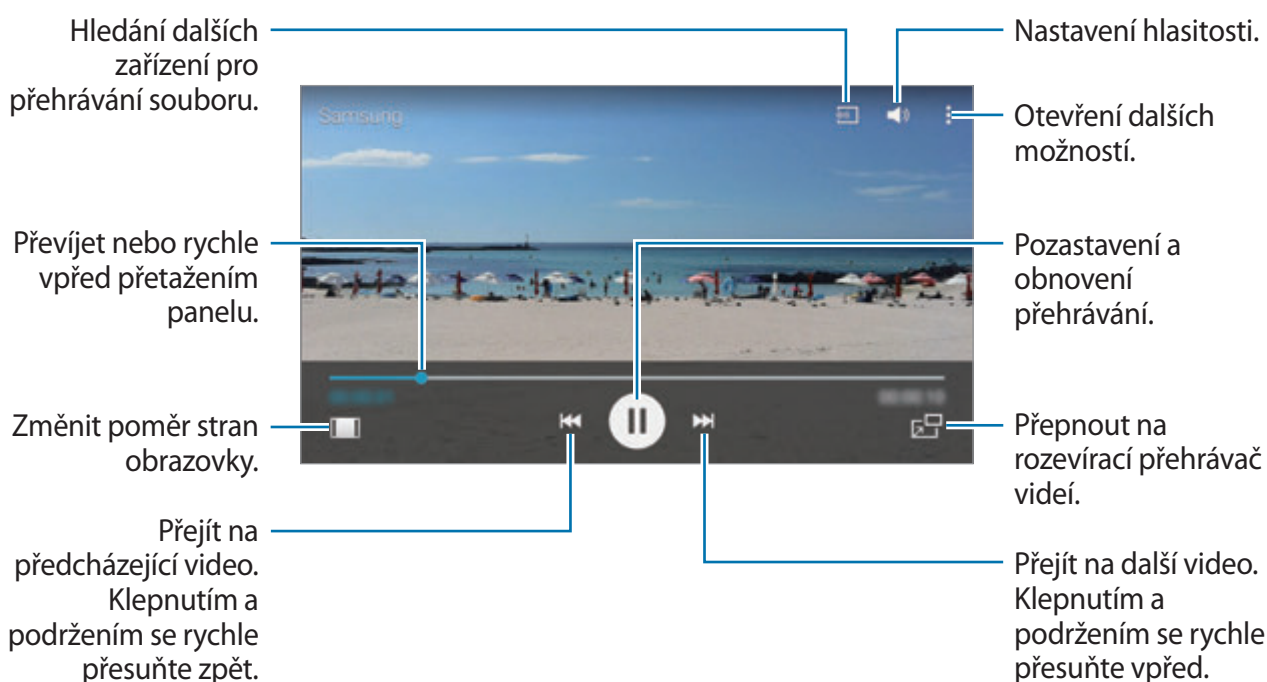 Hledání dalších
zařízení pro
přehrávání souboru.
Nastavení hlasitosti.
Samsung
Otevření dalších
možností.
Převíjet nebo rychle
vpřed přetažením
panelu.
Pozastavení a
obnovení
přehrávání.
Změnit poměr stran
obrazovky.
Přepnout na
rozevírací přehrávač
videí.
Přejít na
předcházející video.
Klepnutím a
podržením se rychle
přesuňte zpět.
Přejít na další video.
Klepnutím a
podržením se rychle
přesuňte vpřed.